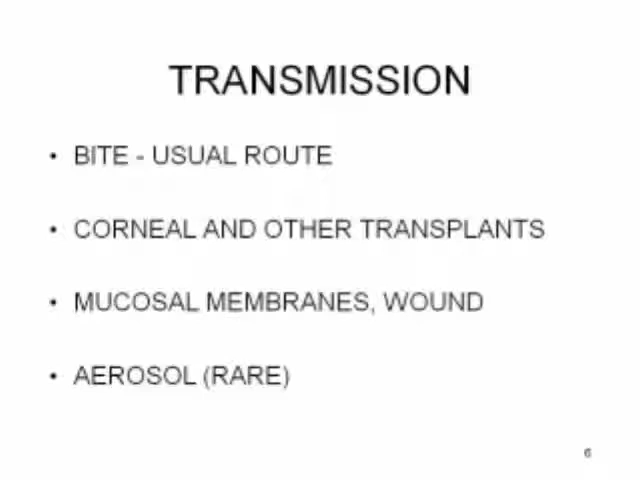 TRANSMISSION
• BITE - USUAL ROUTE
• CORNEAL AND OTHER TRANSPLANTS
• MUCOSAL MEMBRANES, WOUND
• AEROSOL (RARE)
6